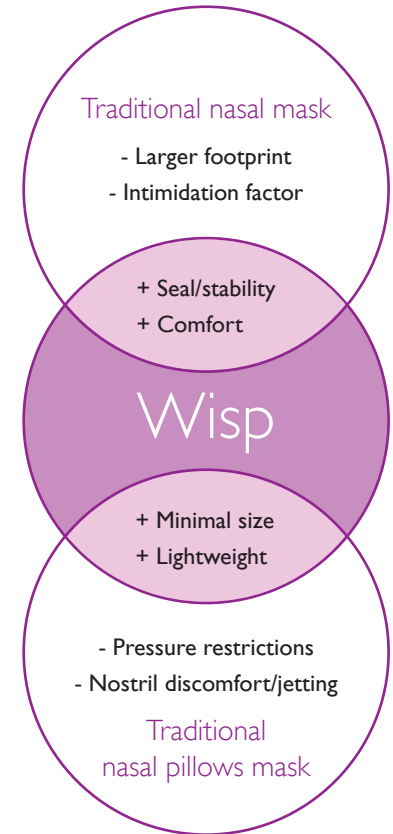 Traditional nasal mask
- Larger footprint
- Intimidation factor
+ Seal/stability
+ Comfort
Wisp
+ Minimal size
+ Lightweight
- Pressure restrictions
- Nostril discomfort/jetting
Traditional
nasal pillows mask